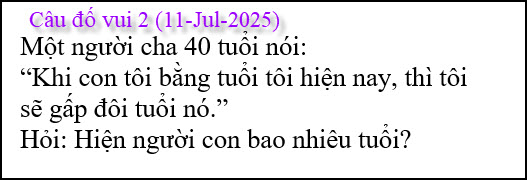 Câu đố vui 2 (11-Jul-2025)
Một người cha 40 tuổi nói:
“Khi con tôi bằng tuổi tôi hiện nay, thì tôi
sẽ gấp đôi tuổi nó.”
Hỏi: Hiện người con bao nhiêu tuổi?